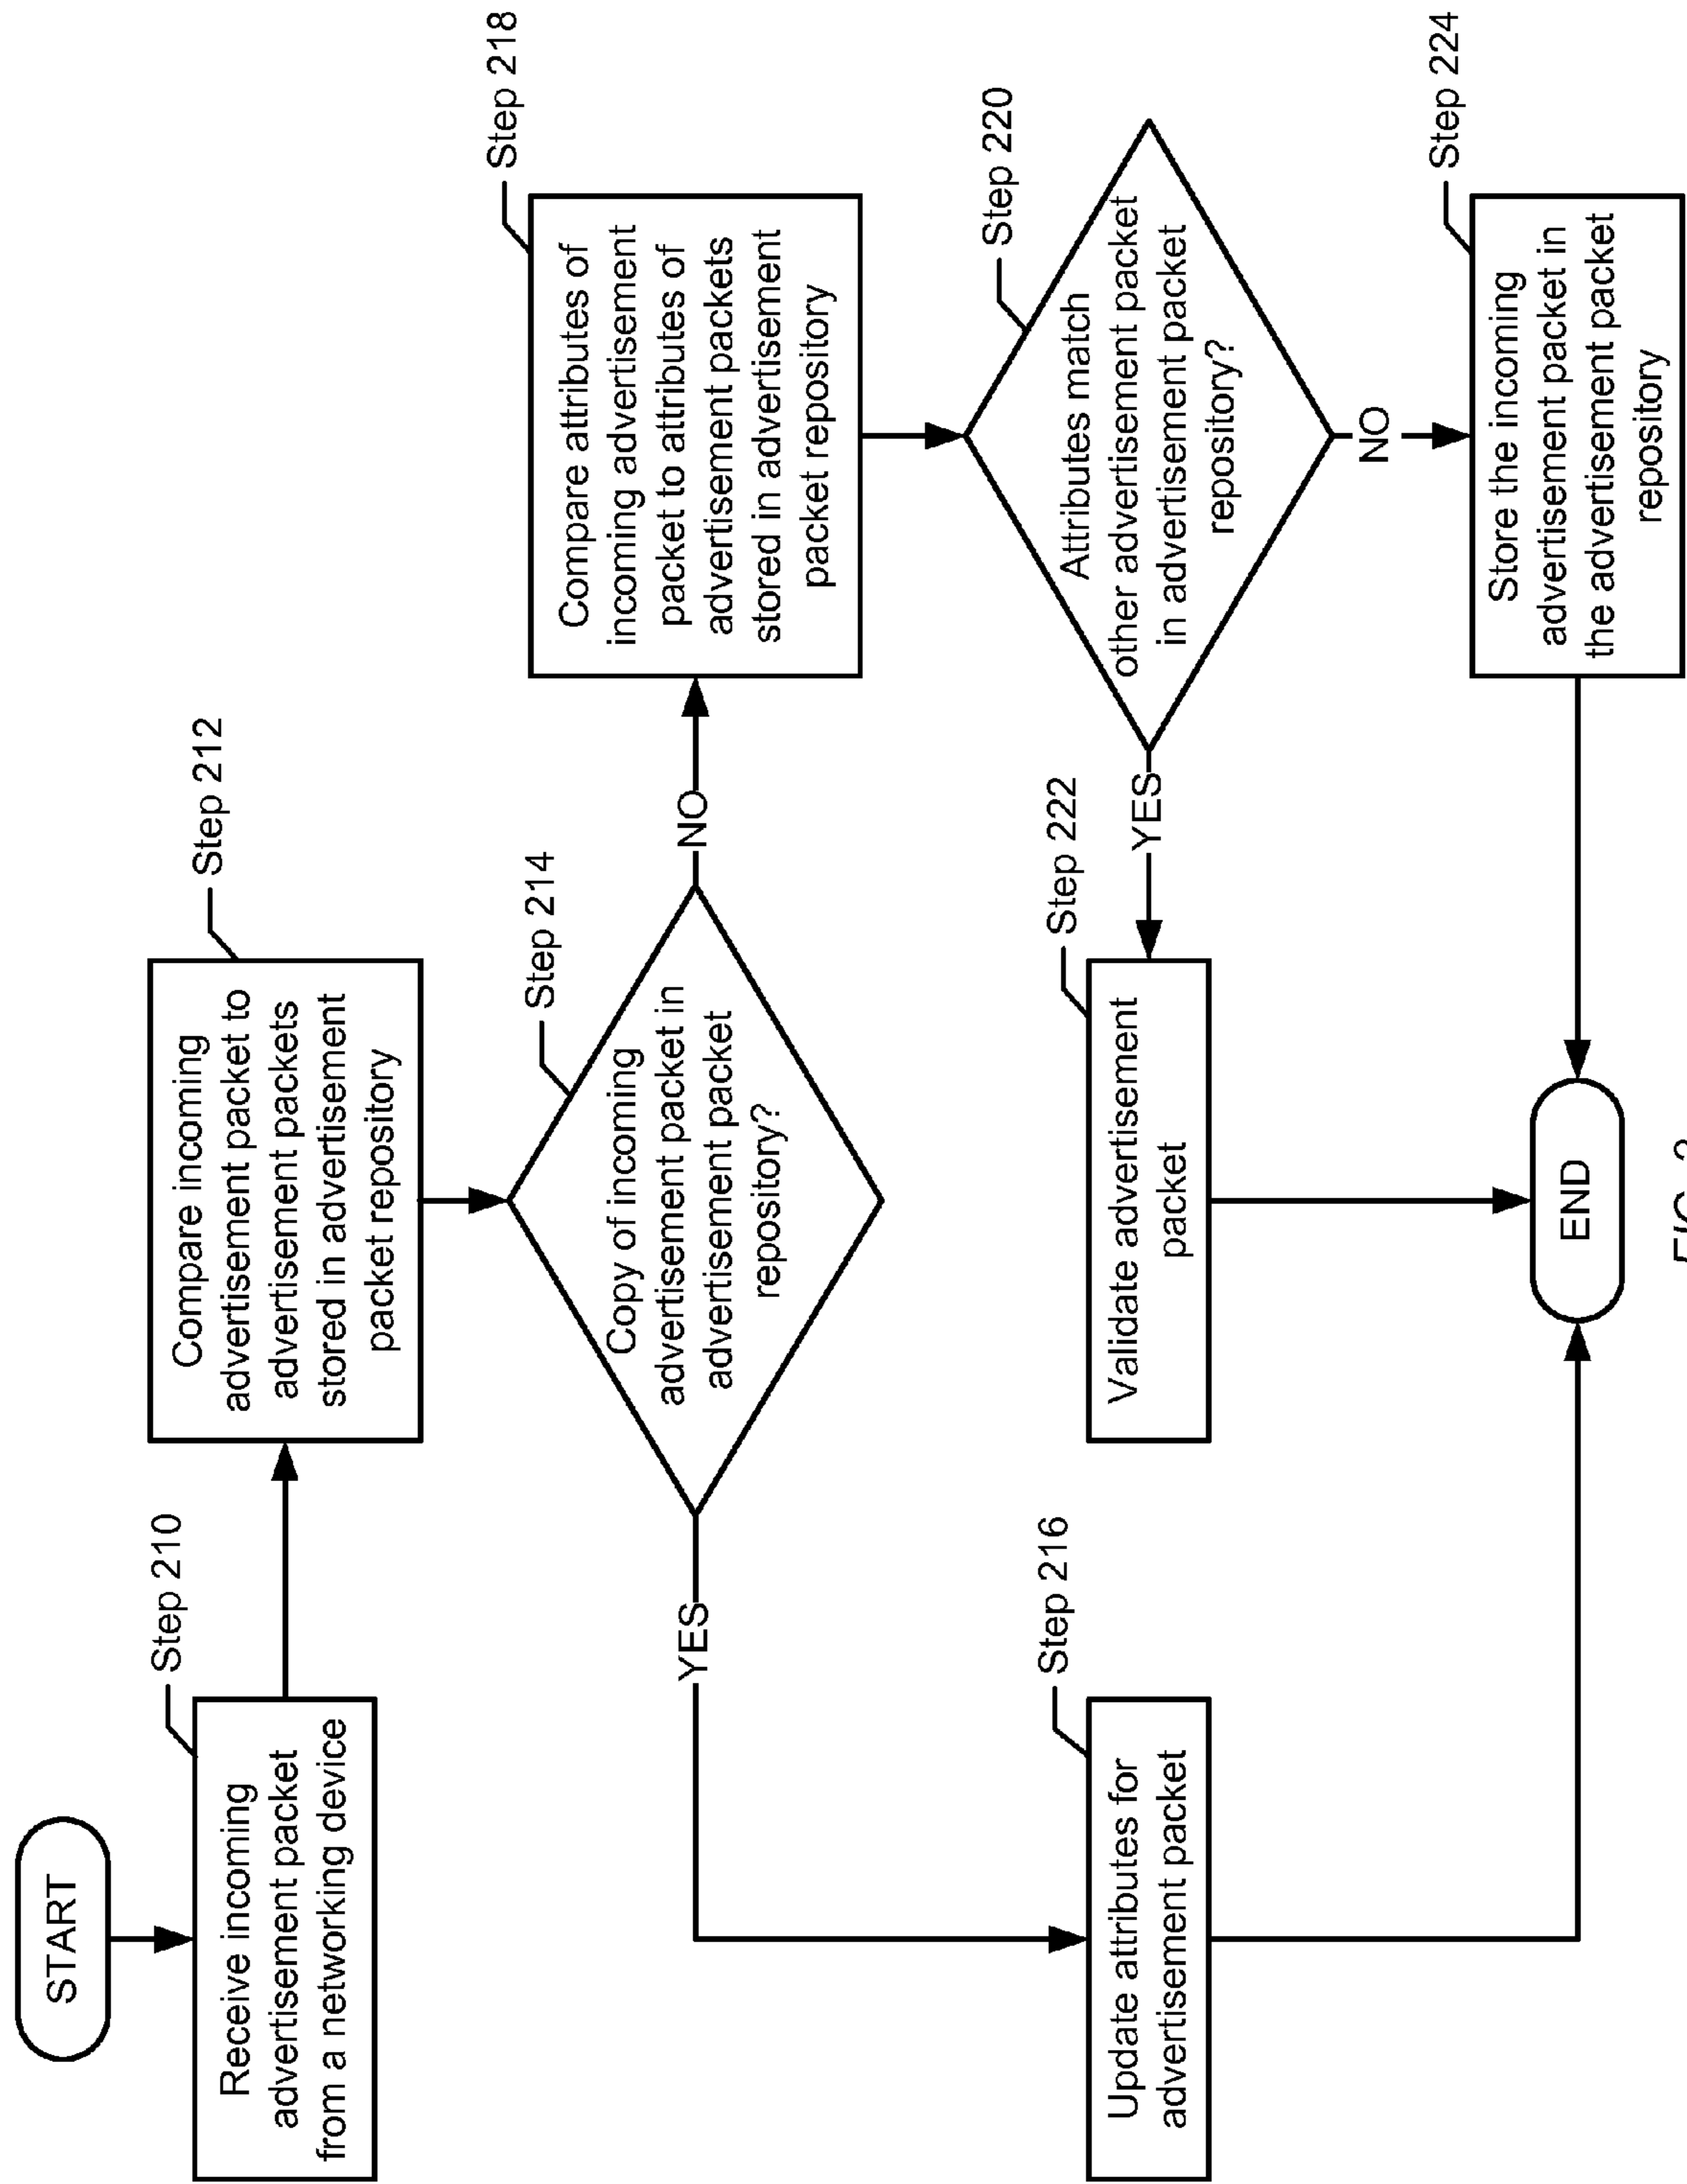 START
Step 210
Receive incoming
advertisement packet
from a networking device
Step 212
Compare incoming
advertisement packet to
advertisement packets
stored in advertisement
packet repository
Step 214
Copy of incoming
advertisement packet in
advertisement packet
repository?
YES
NO
Step 216
Update attributes for
advertisement packet
Step 218
Compare attributes of
incoming advertisement
packet to attributes of
advertisement packets
stored in advertisement
packet repository
Step 220
Attributes match
other advertisement packet
in advertisement packet
repository?
YES
NO
Step 222
Validate advertisement
packet
Step 224
Store the incoming
advertisement packet in
the advertisement packet
repository
END
FIG.